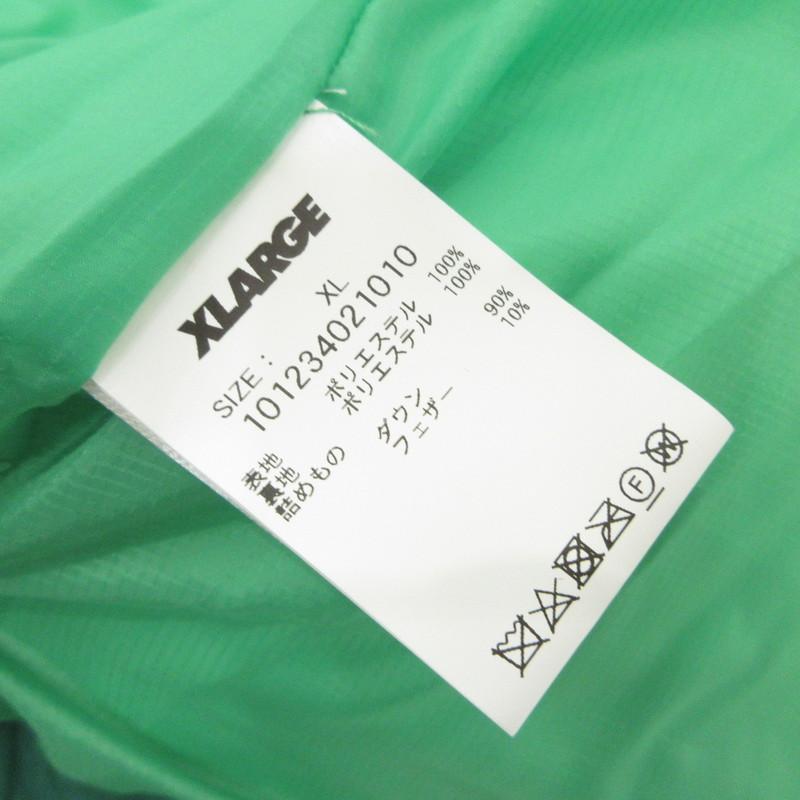 XLARGE
SIZE : XL
101234021010
表地 ポリエステル 100%
裏地 ポリエステル 100%
詰めもの ダウン 90%
フェザー 10%
F
W